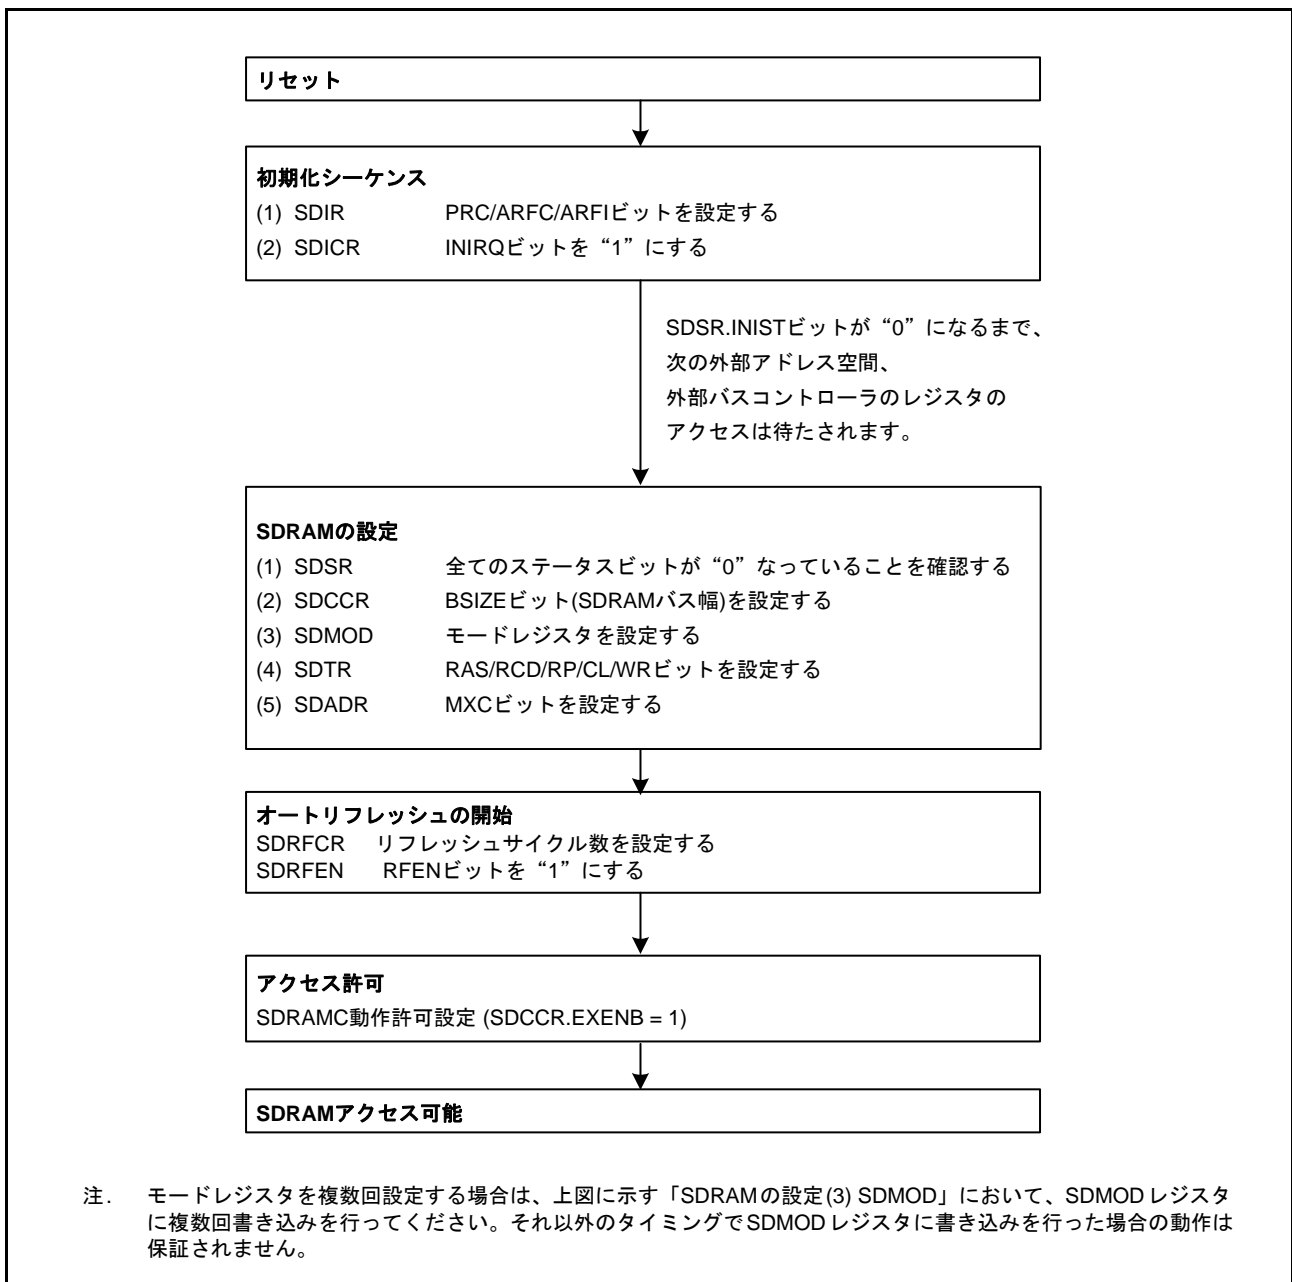 リセット
初期化シーケンス
(1) SDIR PRC/ARFC/ARFIビットを設定する
(2) SDICR INIRQビットを“1”にする
SDSR.INISTビットが“0”になるまで、
次の外部アドレス空間、
外部バスコントローラのレジスタの
アクセスは待たされます。
SDRAMの設定
(1) SDSR 全てのステータスビットが“0”なっていることを確認する
(2) SDCCR BSIZEビット(SDRAMバス幅)を設定する
(3) SDMOD モードレジスタを設定する
(4) SDTR RAS/RCD/RP/CL/WRビットを設定する
(5) SDADR MXCビットを設定する
オートリフレッシュの開始
SDRFCR リフレッシュサイクル数を設定する
SDRFEN RFENビットを“1”にする
アクセス許可
SDRAMC動作許可設定 (SDCCR.EXENB = 1)
SDRAMアクセス可能
注. モードレジスタを複数回設定する場合は、上図に示す「SDRAMの設定(3) SDMOD」において、SDMODレジスタ
に複数回書き込みを行ってください。それ以外のタイミングでSDMODレジスタに書き込みを行った場合の動作は
保証されません。